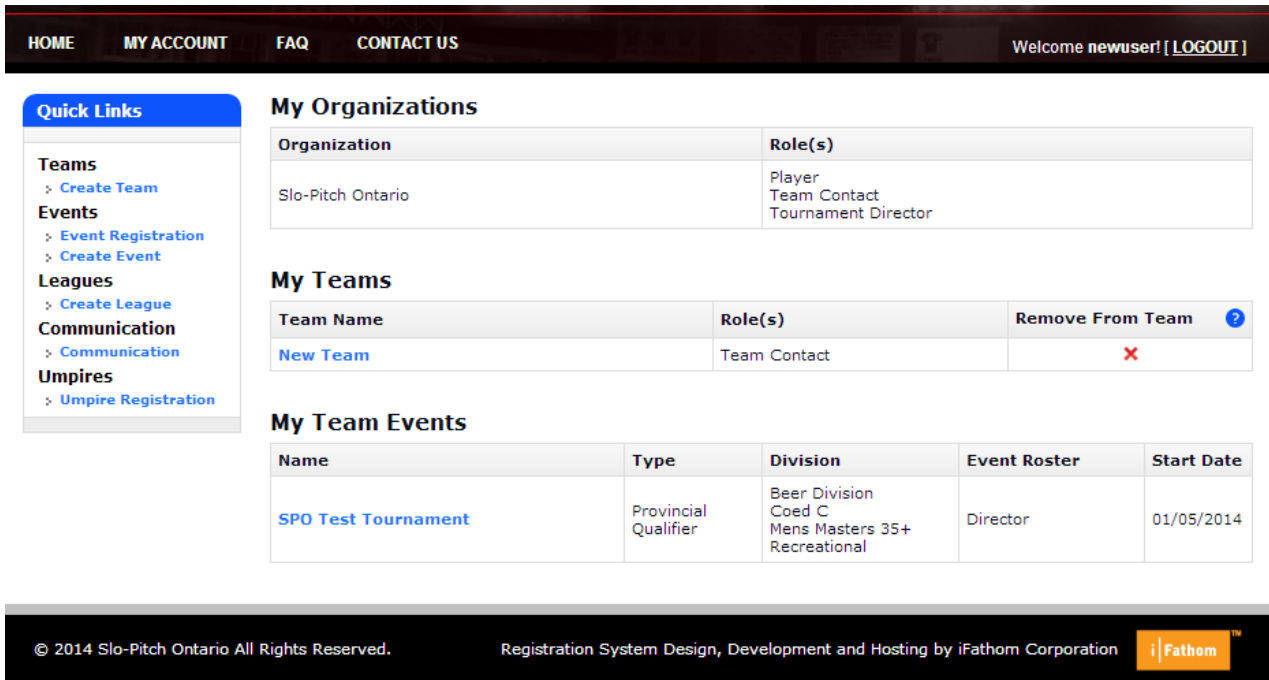 HOME MY ACCOUNT FAQ CONTACT US Welcome newuser! [ LOGOUT ]
Quick Links
Teams
Create Team
Events
Event Registration
Create Event
Leagues
Create League
Communication
Communication
Umpires
Umpire Registration
My Organizations
Organization Role(s)
Slo-Pitch Ontario
Player
Team Contact
Tournament Director
My Teams
Team Name Role(s) Remove From Team ?
New Team Team Contact
My Team Events
Name Type Division Event Roster Start Date
SPO Test Tournament
Provincial
Qualifier
Beer Division
Coed C
Mens Masters 35+
Recreational
Director
01/05/2014
© 2014 Slo-Pitch Ontario All Rights Reserved. Registration System Design, Development and Hosting by iFathom Corporation
i Fathom TM